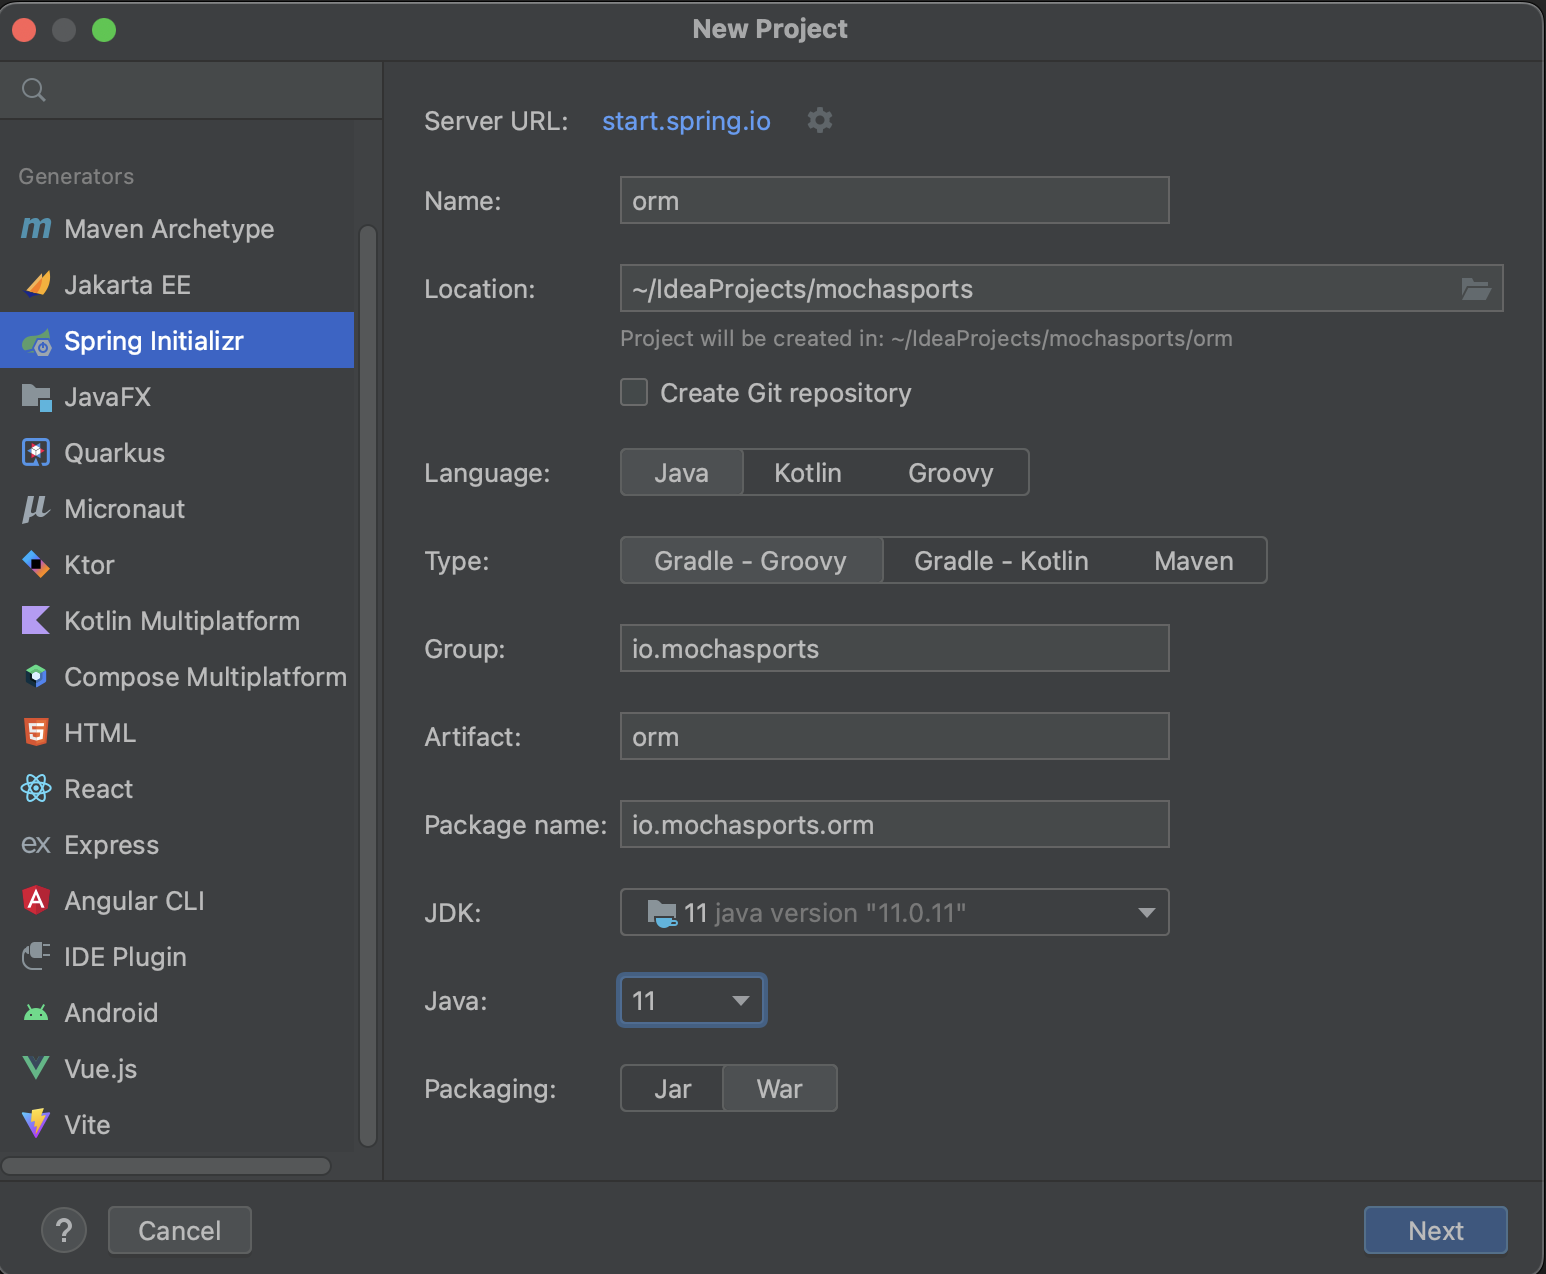 New Project
Generators
Maven Archetype
Jakarta EE
Spring Initializr
JavaFX
Quarkus
Micronaut
Ktor
Kotlin Multiplatform
Compose Multiplatform
HTML
React
ex Express
Angular CLI
IDE Plugin
Android
Vue.js
Vite
Server URL: start.spring.io
Name: orm
Location: ~/IdeaProjects/mochasports
Project will be created in: ~/IdeaProjects/mochasports/orm
Create Git repository
Language: Java Kotlin Groovy
Type: Gradle - Groovy Gradle - Kotlin Maven
Group: io.mochasports
Artifact: orm
Package name: io.mochasports.orm
JDK: 11 java version "11.0.11"
Java: 11
Packaging: Jar War
? Cancel Next